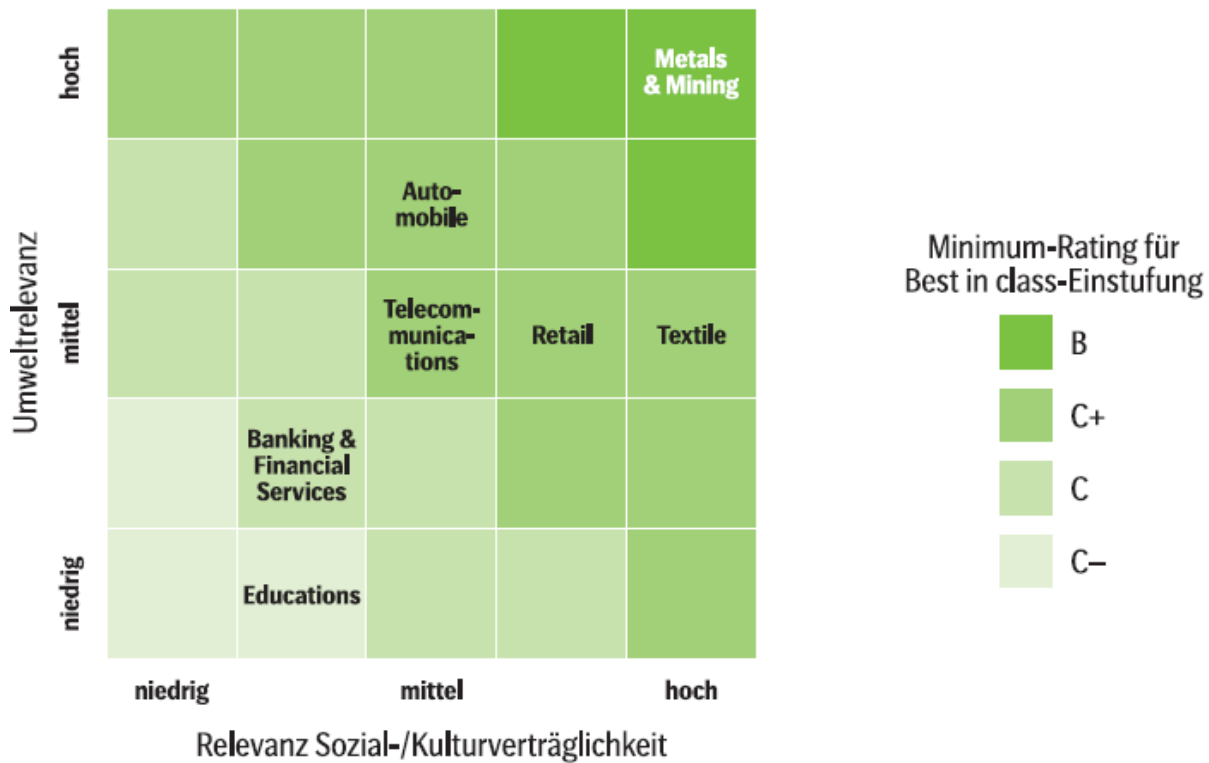 hoch
Metals
& Mining
Auto-
mobile
Umweltrelevanz
mittel
Telecom-
munica-
tions
Retail
Textile
Banking &
Financial
Services
niedrig
Educations
niedrig
mittel
hoch
Relevanz Sozial-/Kulturverträglichkeit
Minimum-Rating für
Best in class-Einstufung
B
C+
C
C–